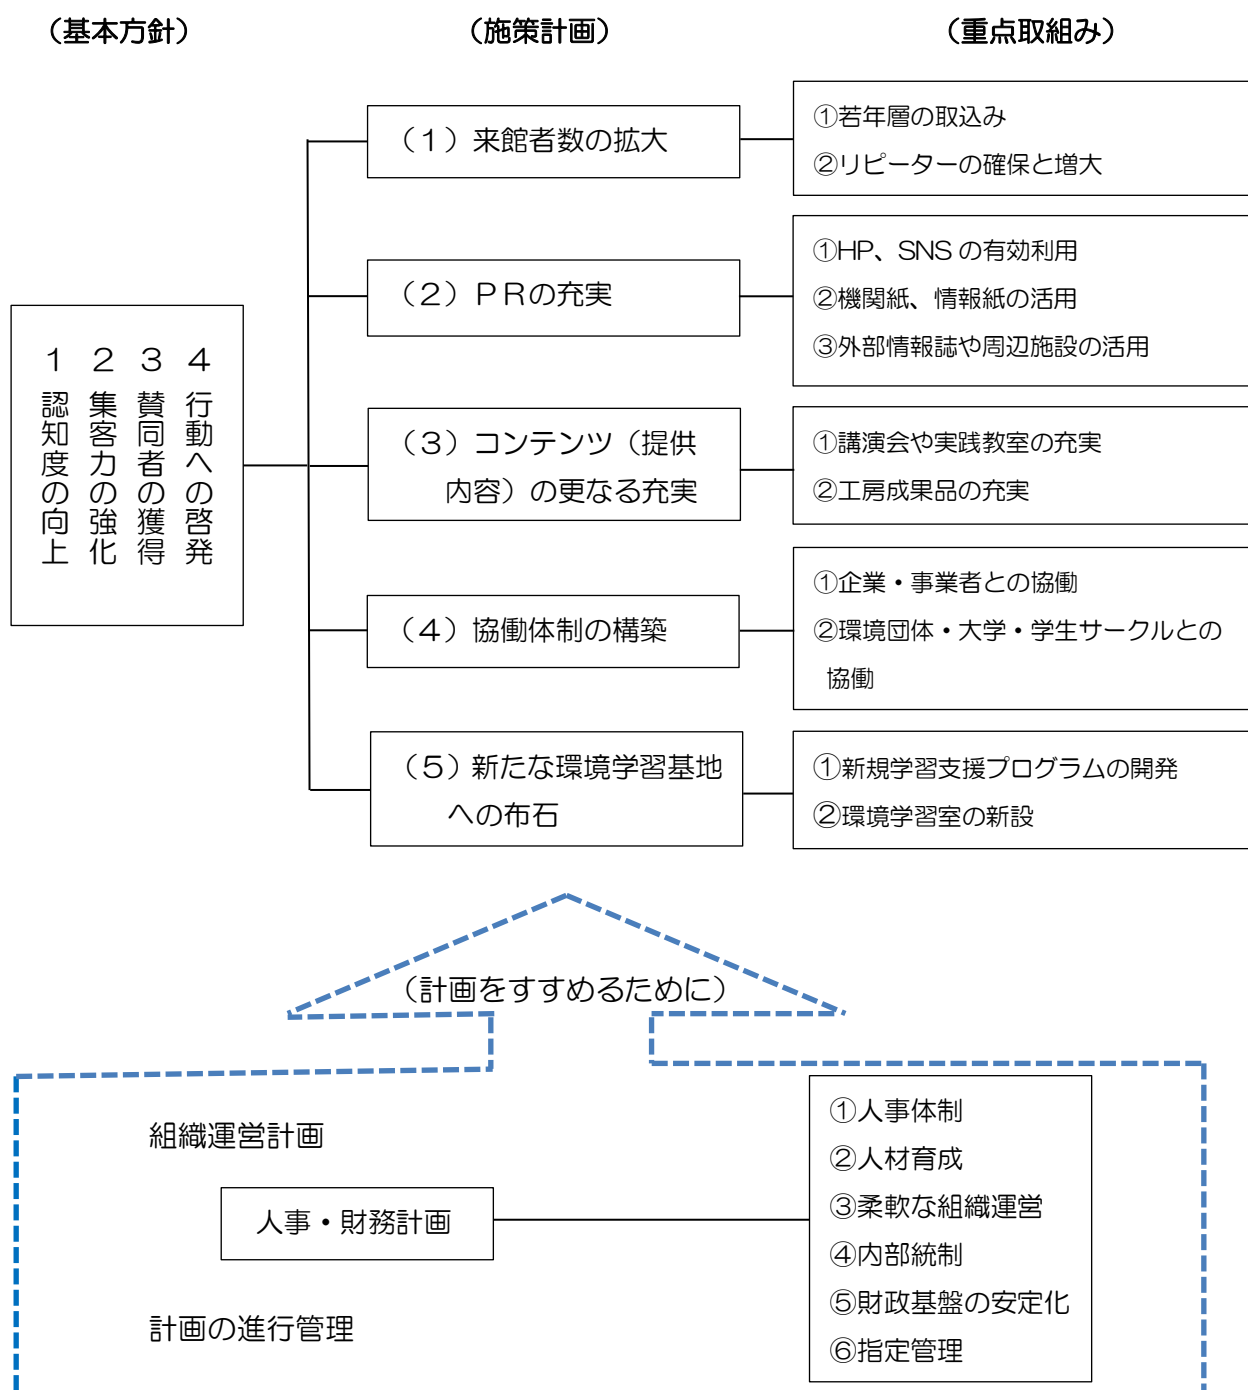 （基本方針）
（施策計画）
（重点取組み）
1 認知度の向上
2 集客力の強化
3 賛同者の獲得
4 行動への啓発
（1）来館者数の拡大
①若年層の取込み
②リピーターの確保と増大
（2）ＰＲの充実
①HP、SNSの有効利用
②機関紙、情報紙の活用
③外部情報誌や周辺施設の活用
（3）コンテンツ（提供
内容）の更なる充実
①講演会や実践教室の充実
②工房成果品の充実
（4）協働体制の構築
①企業・事業者との協働
②環境団体・大学・学生サークルとの
協働
（5）新たな環境学習基地
への布石
①新規学習支援プログラムの開発
②環境学習室の新設
（計画をすすめるために）
組織運営計画
人事・財務計画
計画の進行管理
①人事体制
②人材育成
③柔軟な組織運営
④内部統制
⑤財政基盤の安定化
⑥指定管理